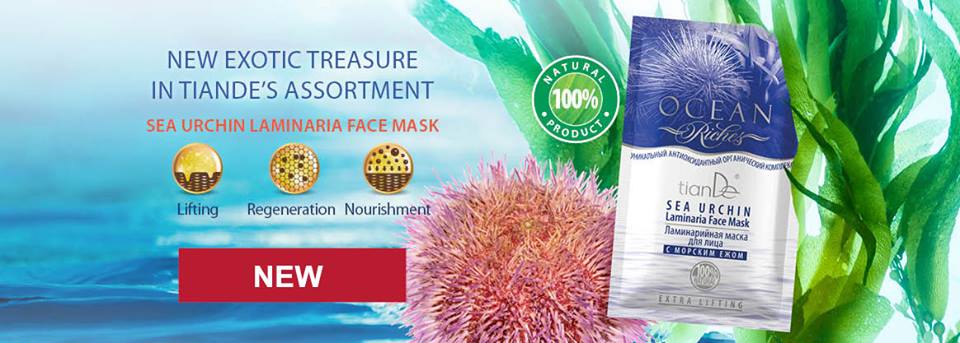 NEW EXOTIC TREASURE
IN TIANDE'S ASSORTMENT
SEA URCHIN LAMINARIA FACE MASK
Lifting
Regeneration
Nourishment
NEW
NATURAL
100%
PRODUCT
OCEAN
Riches
УНИКАЛЬНЫЙ АНТИОКСИДАНТНЫЙ ОРГАНИЧЕСКИЙ КОМПЛЕКС
tianDe®
SEA URCHIN
Laminaria Face Mask
Ламинарийная маска
для лица
С МОРСКИМ ЕЖОМ
100%
EXTRA LIFTING